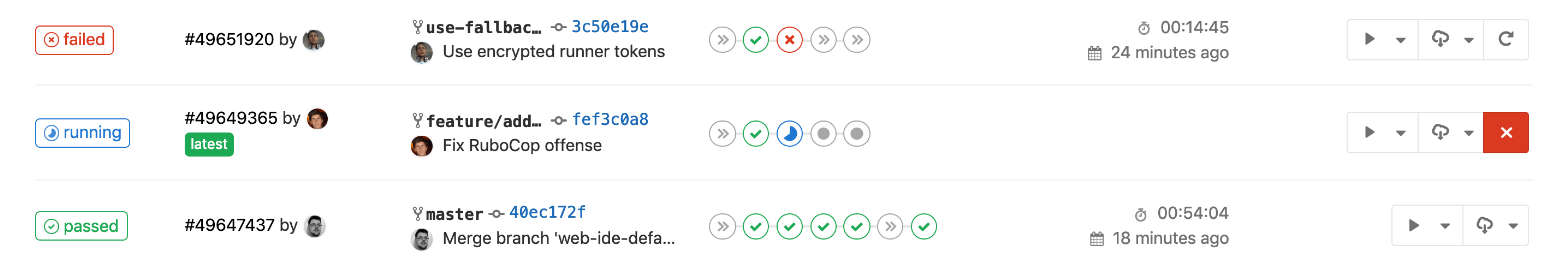 failed
#49651920 by
use-fallbac… 3c50e19e
Use encrypted runner tokens
00:14:45
24 minutes ago
running
#49649365 by
latest
feature/add… fef3c0a8
Fix RuboCop offense
passed
#49647437 by
master 40ec172f
Merge branch 'web-ide-defa...
00:54:04
18 minutes ago